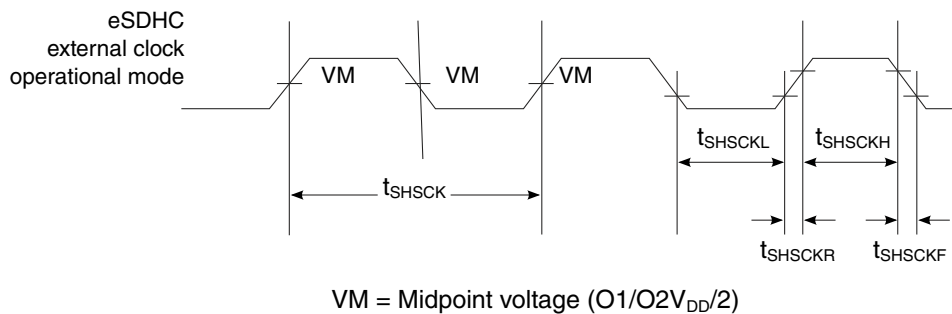 eSDHC
external clock
operational mode
VM VM VM
tSHSCKL tSHSCKH
tSHSCK
tSHSCKR tSHSCKF
VM = Midpoint voltage (O1/O2VDD/2)